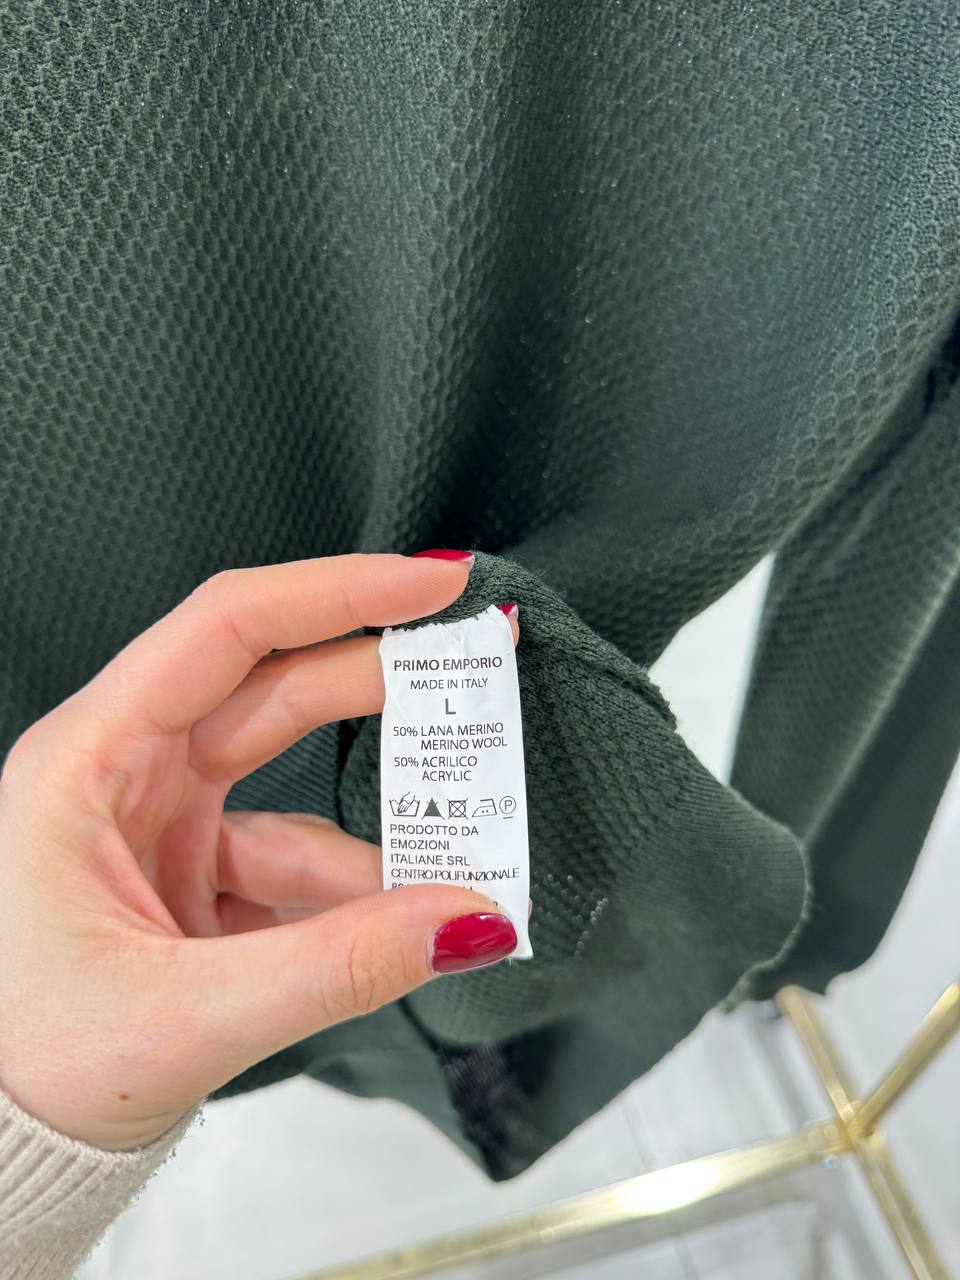 PRIMO EMPORIO
MADE IN ITALY
L
50% LANA MERINO
MERINO WOOL
50% ACRILICO
ACRYLIC
P
PRODOTTO DA
EMOZIONI
ITALIANE SRL
CENTRO POLIFUNZIONALE